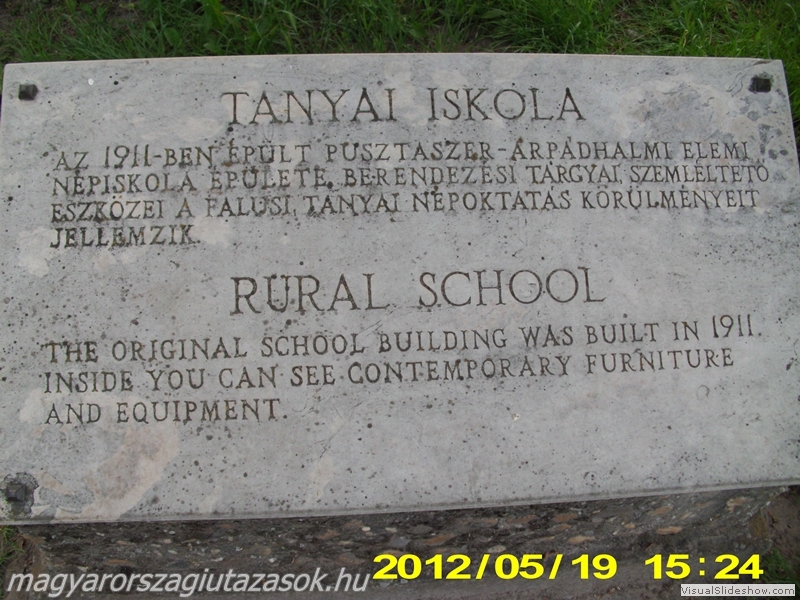 TANYAI ISKOLA
AZ 1911-BEN ÉPÜLT PUSZTASZER-ÁRPÁDHALMI ELEMI
NÉPISKOLA ÉPÜLETE, BERENDEZÉSI TÁRGYAI, SZEMLÉLTETŐ
ESZKÖZEI A FALUSI, TANYAI NÉPOKTATÁS KÖRÜLMÉNYEIT
JELLEMZIK.
RURAL SCHOOL
THE ORIGINAL SCHOOL BUILDING WAS BUILT IN 1911.
INSIDE YOU CAN SEE CONTEMPORARY FURNITURE
AND EQUIPMENT.
2012/05/19 15:24
magyarorszagiutazasok.hu
VisualSlideshow.com